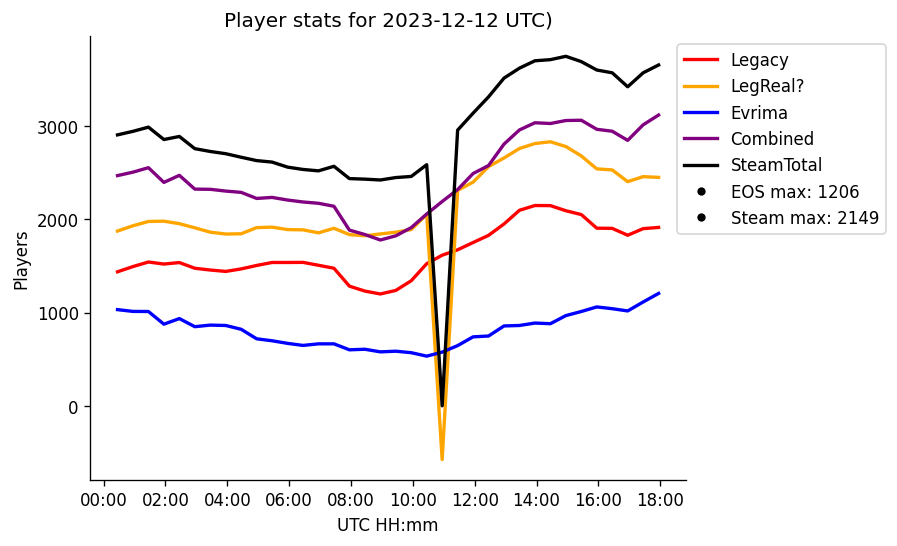 Player stats for 2023-12-12 UTC)
Players
3000
2000
1000
0
00:00 02:00 04:00 06:00 08:00 10:00 12:00 14:00 16:00 18:00
UTC HH:mm
Legacy
LegReal?
Evrima
Combined
SteamTotal
EOS max: 1206
Steam max: 2149